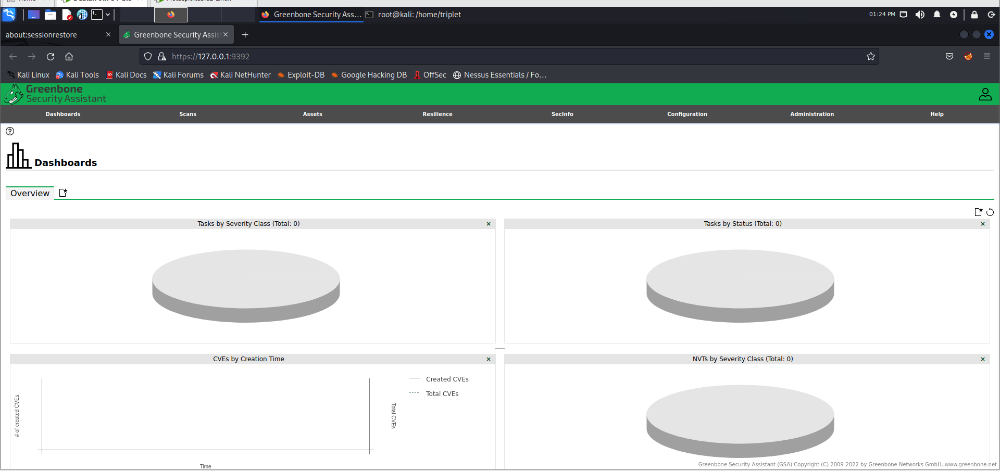 Greenbone Security Ass...
root@kali: /home/triplet
01:24 PM
about:sessionrestore
Greenbone Security Assis
https://127.0.0.1:9392
Kali Linux
Kali Tools
Kali Docs
Kali Forums
Kali NetHunter
Exploit-DB
Google Hacking DB
OffSec
Nessus Essentials / Fo...
Greenbone
Security Assistant
Dashboards
Scans
Assets
Resilience
SecInfo
Configuration
Administration
Help
Dashboards
Overview
Tasks by Severity Class (Total: 0)
Tasks by Status (Total: 0)
CVEs by Creation Time
NVTs by Severity Class (Total: 0)
Created CVEs
Total CVEs
# of created CVEs
Total CVEs
Time
Greenbone Security Assistant (GSA) Copyright (C) 2009-2022 by Greenbone Networks GmbH, www.greenbone.net